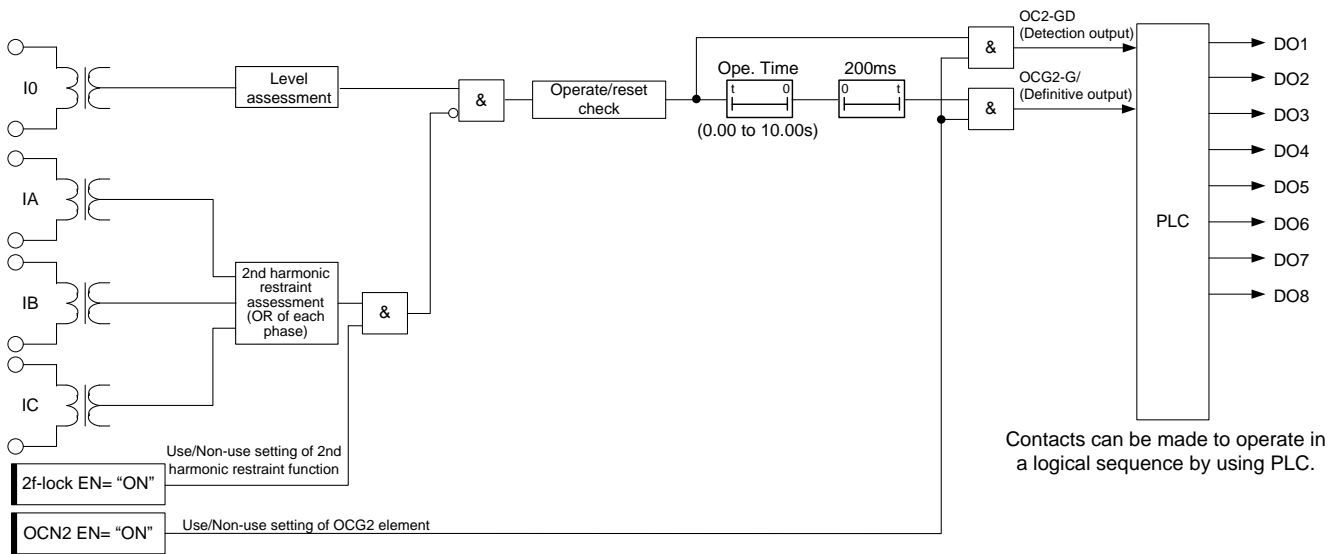 I0
IA
IB
IC
Level
assessment
2nd harmonic
restraint
assessment
(OR of each
phase)
&
&
Operate/reset
check
Ope. Time
t 0
(0.00 to 10.00s)
200ms
0 t
&
&
OC2-GD
(Detection output)
OCG2-G/
(Definitive output)
PLC
DO1
DO2
DO3
DO4
DO5
DO6
DO7
DO8
Contacts can be made to operate in
a logical sequence by using PLC.
Use/Non-use setting of 2nd
harmonic restraint function
2f-lock EN= “ON”
OCN2 EN= “ON”
Use/Non-use setting of OCG2 element